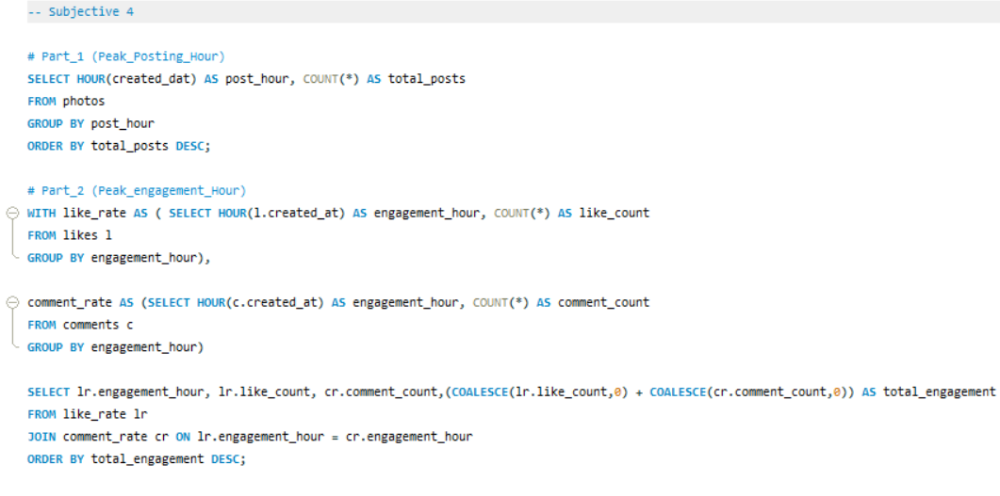 -- Subjective 4
# Part_1 (Peak_Posting_Hour)
SELECT HOUR(created_dat) AS post_hour, COUNT(*) AS total_posts
FROM photos
GROUP BY post_hour
ORDER BY total_posts DESC;
# Part_2 (Peak_engagement_Hour)
WITH like_rate AS ( SELECT HOUR(l.created_at) AS engagement_hour, COUNT(*) AS like_count
FROM likes l
GROUP BY engagement_hour),
comment_rate AS (SELECT HOUR(c.created_at) AS engagement_hour, COUNT(*) AS comment_count
FROM comments c
GROUP BY engagement_hour)
SELECT lr.engagement_hour, lr.like_count, cr.comment_count,(COALESCE(lr.like_count,0) + COALESCE(cr.comment_count,0)) AS total_engagement
FROM like_rate lr
JOIN comment_rate cr ON lr.engagement_hour = cr.engagement_hour
ORDER BY total_engagement DESC;